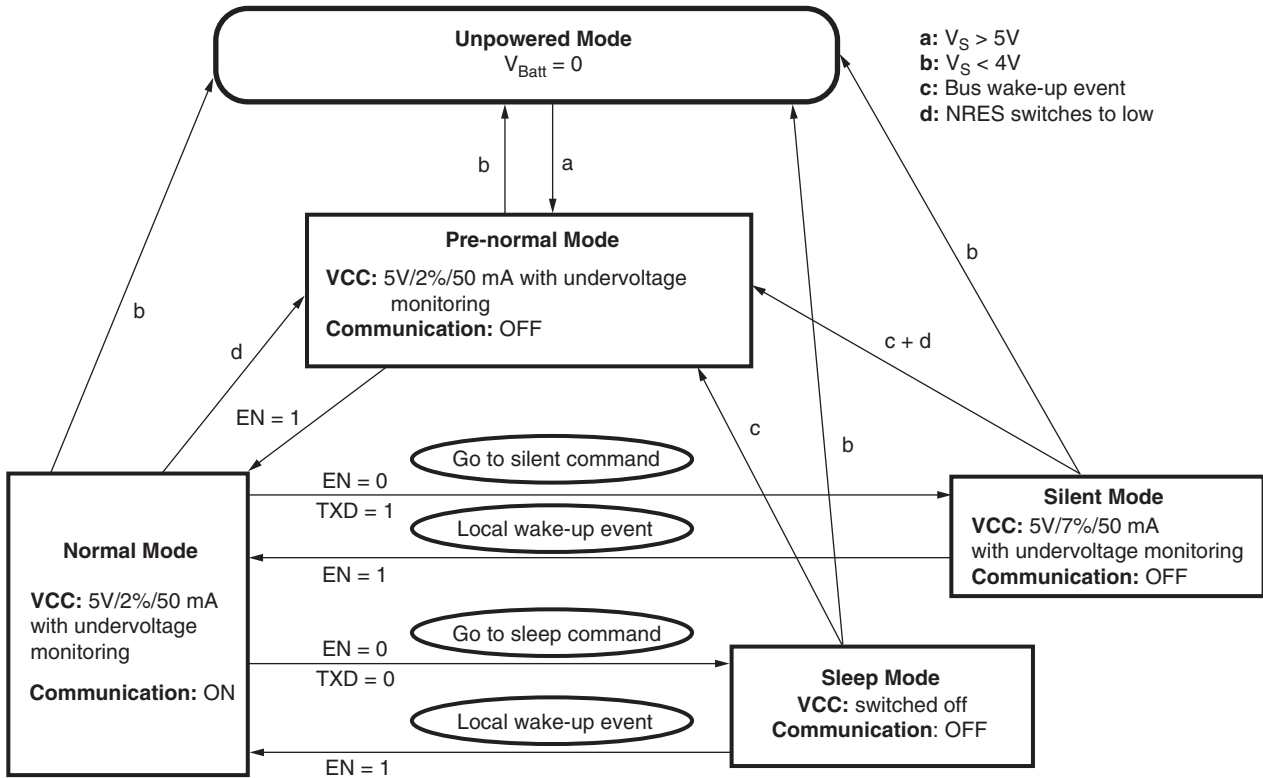 Unpowered Mode
V_Batt = 0
a: V_S > 5V
b: V_S < 4V
c: Bus wake-up event
d: NRES switches to low
b
a
Pre-normal Mode
VCC: 5V/2%/50 mA with undervoltage
monitoring
Communication: OFF
b
d
b
c + d
EN = 1
c
b
Go to silent command
EN = 0
TXD = 1
Local wake-up event
EN = 1
Silent Mode
VCC: 5V/7%/50 mA
with undervoltage monitoring
Communication: OFF
Normal Mode
VCC: 5V/2%/50 mA
with undervoltage
monitoring
Communication: ON
Go to sleep command
EN = 0
TXD = 0
Local wake-up event
EN = 1
Sleep Mode
VCC: switched off
Communication: OFF